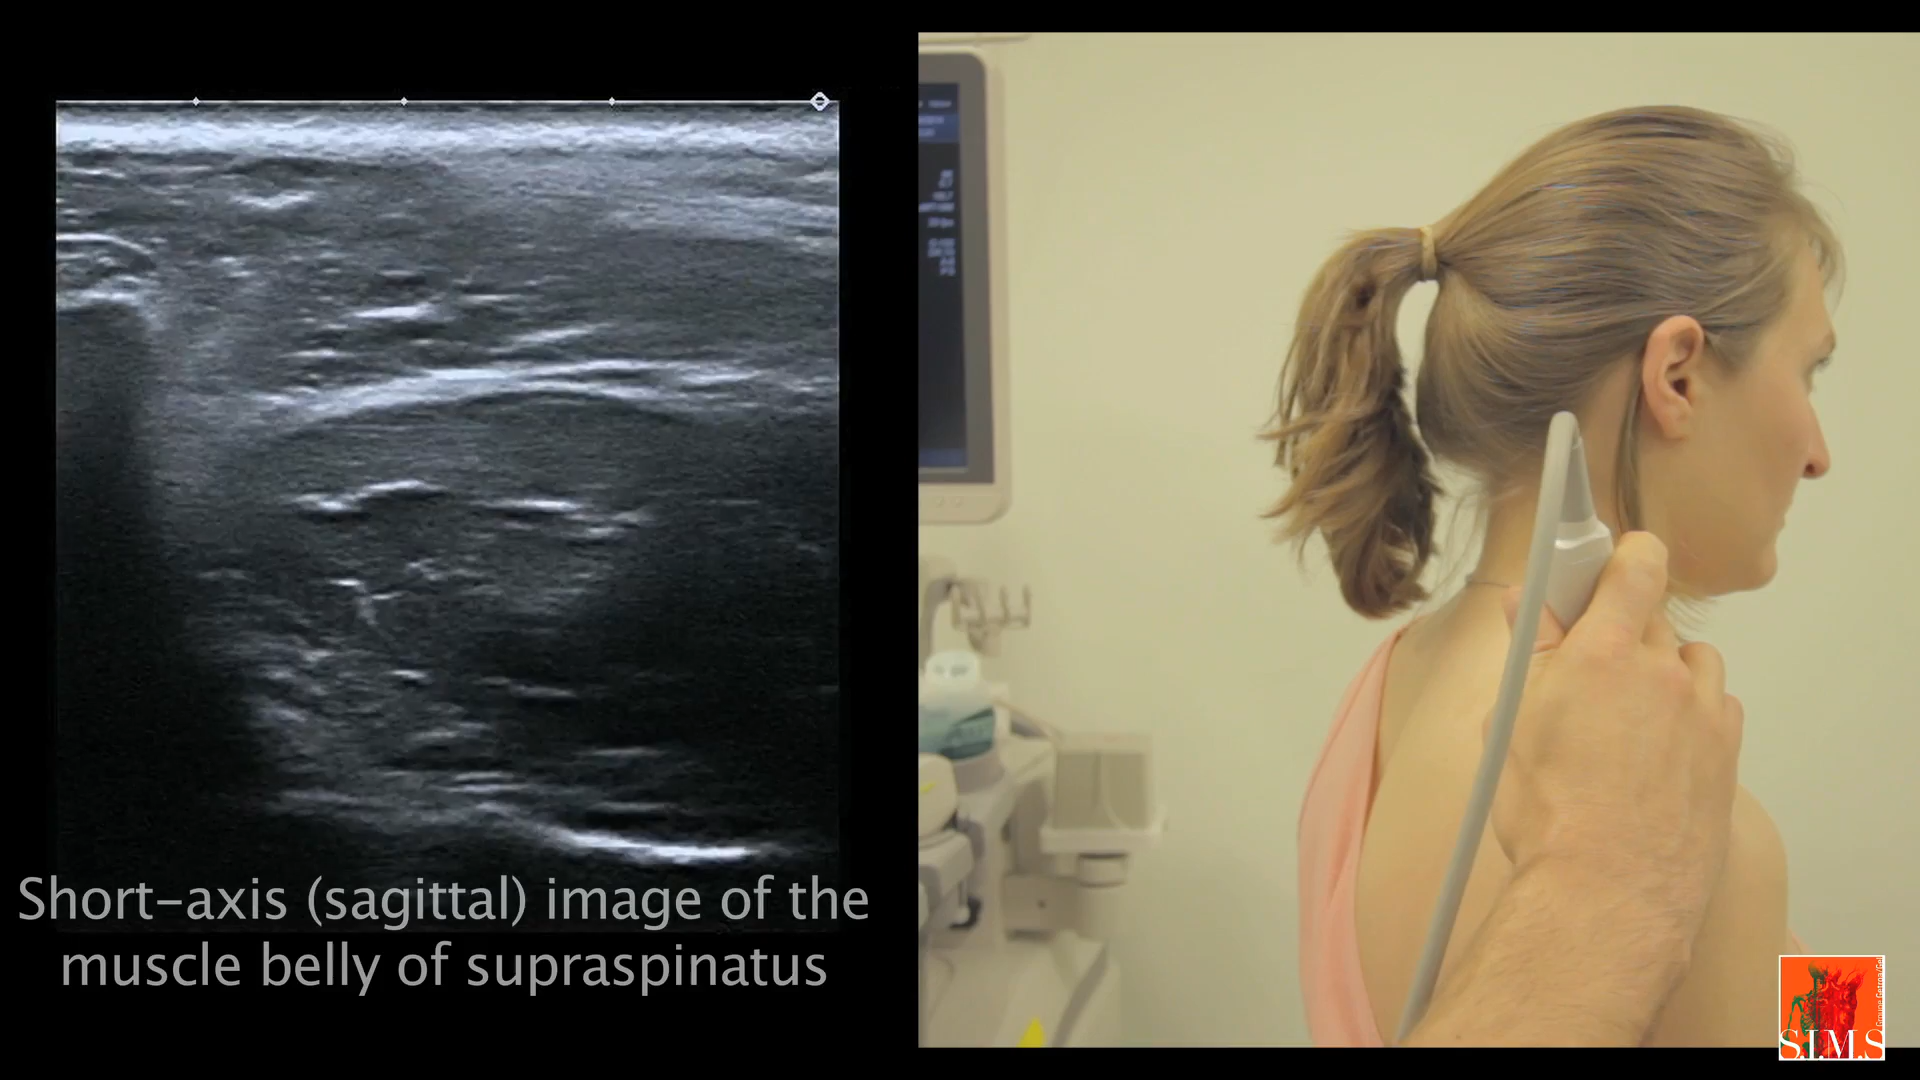 Short-axis (sagittal) image of the
muscle belly of supraspinatus
S.I.M.S